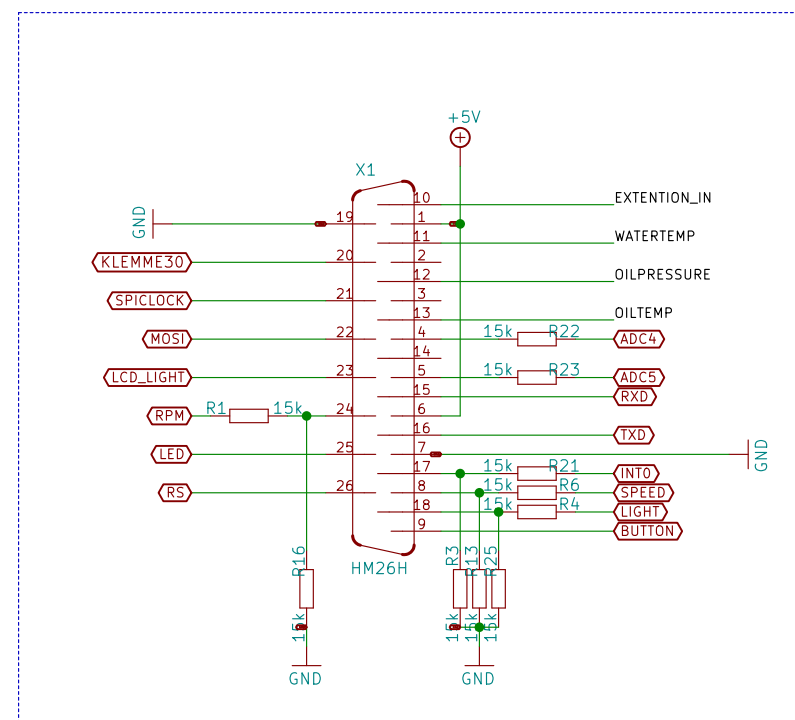 +5V
X1
10 EXTENTION_IN
GND 19 1
11 WATERTEMP
KLEMME30 20 2
12 OILPRESSURE
SPICLOCK 21 3
13 OILTEMP
MOSI 22 4 15k R22 ADC4
14
LCD_LIGHT 23 5 15k R23 ADC5
15 RXD
RPM R1 15k 24 6
16 TXD
LED 25 7 GND
17 15k R21 INT0
RS 26 8 15k R6 SPEED
18 15k R4 LIGHT
9 BUTTON
HM26H
R16 R3 R13 R25
15k 15k 15k 15k
GND GND